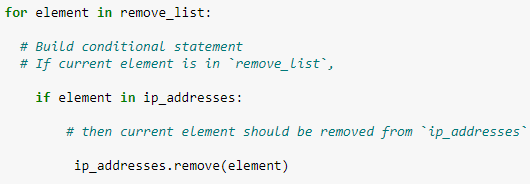 for element in remove_list:
# Build conditional statement
# If current element is in `remove_list`,
if element in ip_addresses:
# then current element should be removed from `ip_addresses`
ip_addresses.remove(element)